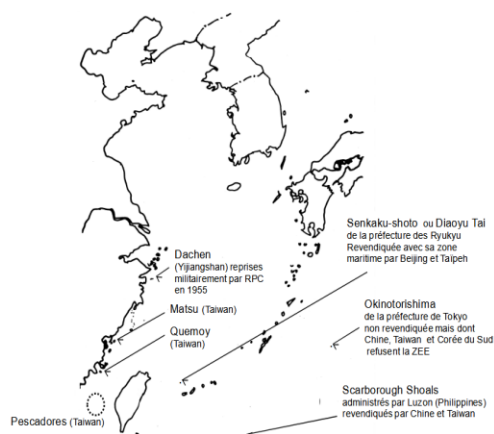 Senkaku-shoto ou Diaoyu Tai
de la préfecture des Ryukyu
Revendiquée avec sa zone
maritime par Beijing et Taïpeh
Dachen
(Yijiangshan) reprises
militairement par RPC
en 1955
Matsu (Taiwan)
Quemoy
(Taiwan)
Okinotorishima
de la préfecture de Tokyo
non revendiquée mais dont
Chine, Taiwan et Corée du Sud
refusent la ZEE
Scarborough Shoals
administrés par Luzon (Philippines)
revendiqués par Chine et Taiwan
Pescadores (Taiwan)